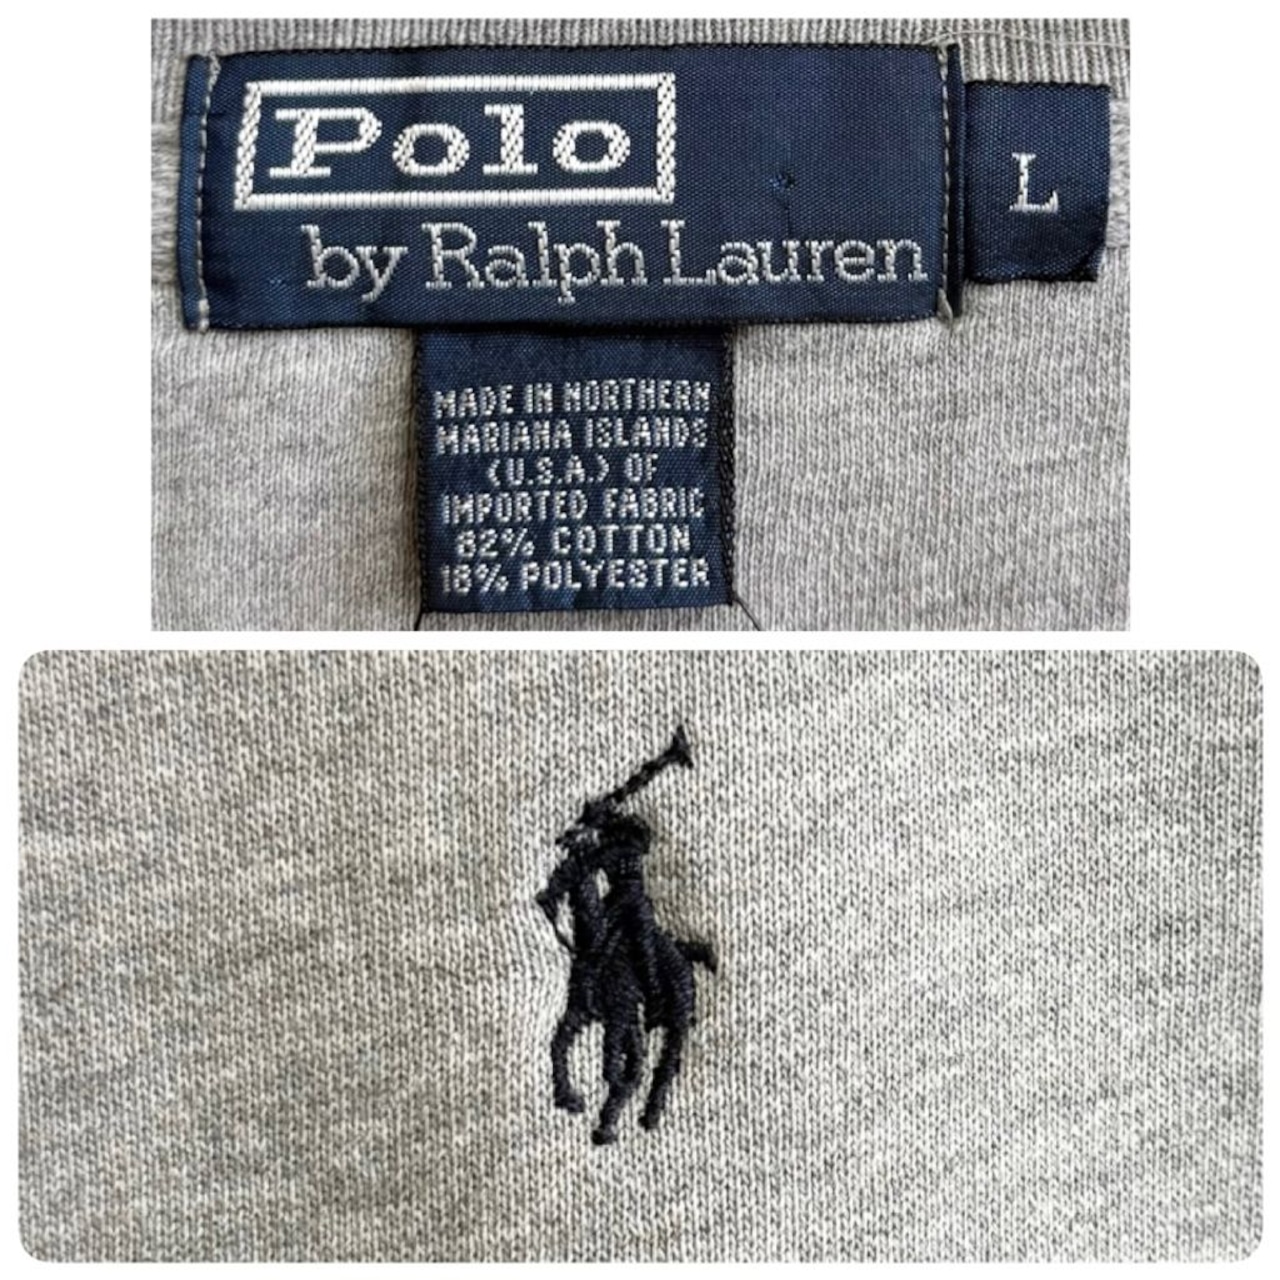 Polo
by Ralph Lauren
L
MADE IN NORTHERN
MARIANA ISLANDS
(U.S.A.) OF
IMPORTED FABRIC
82% COTTON
18% POLYESTER